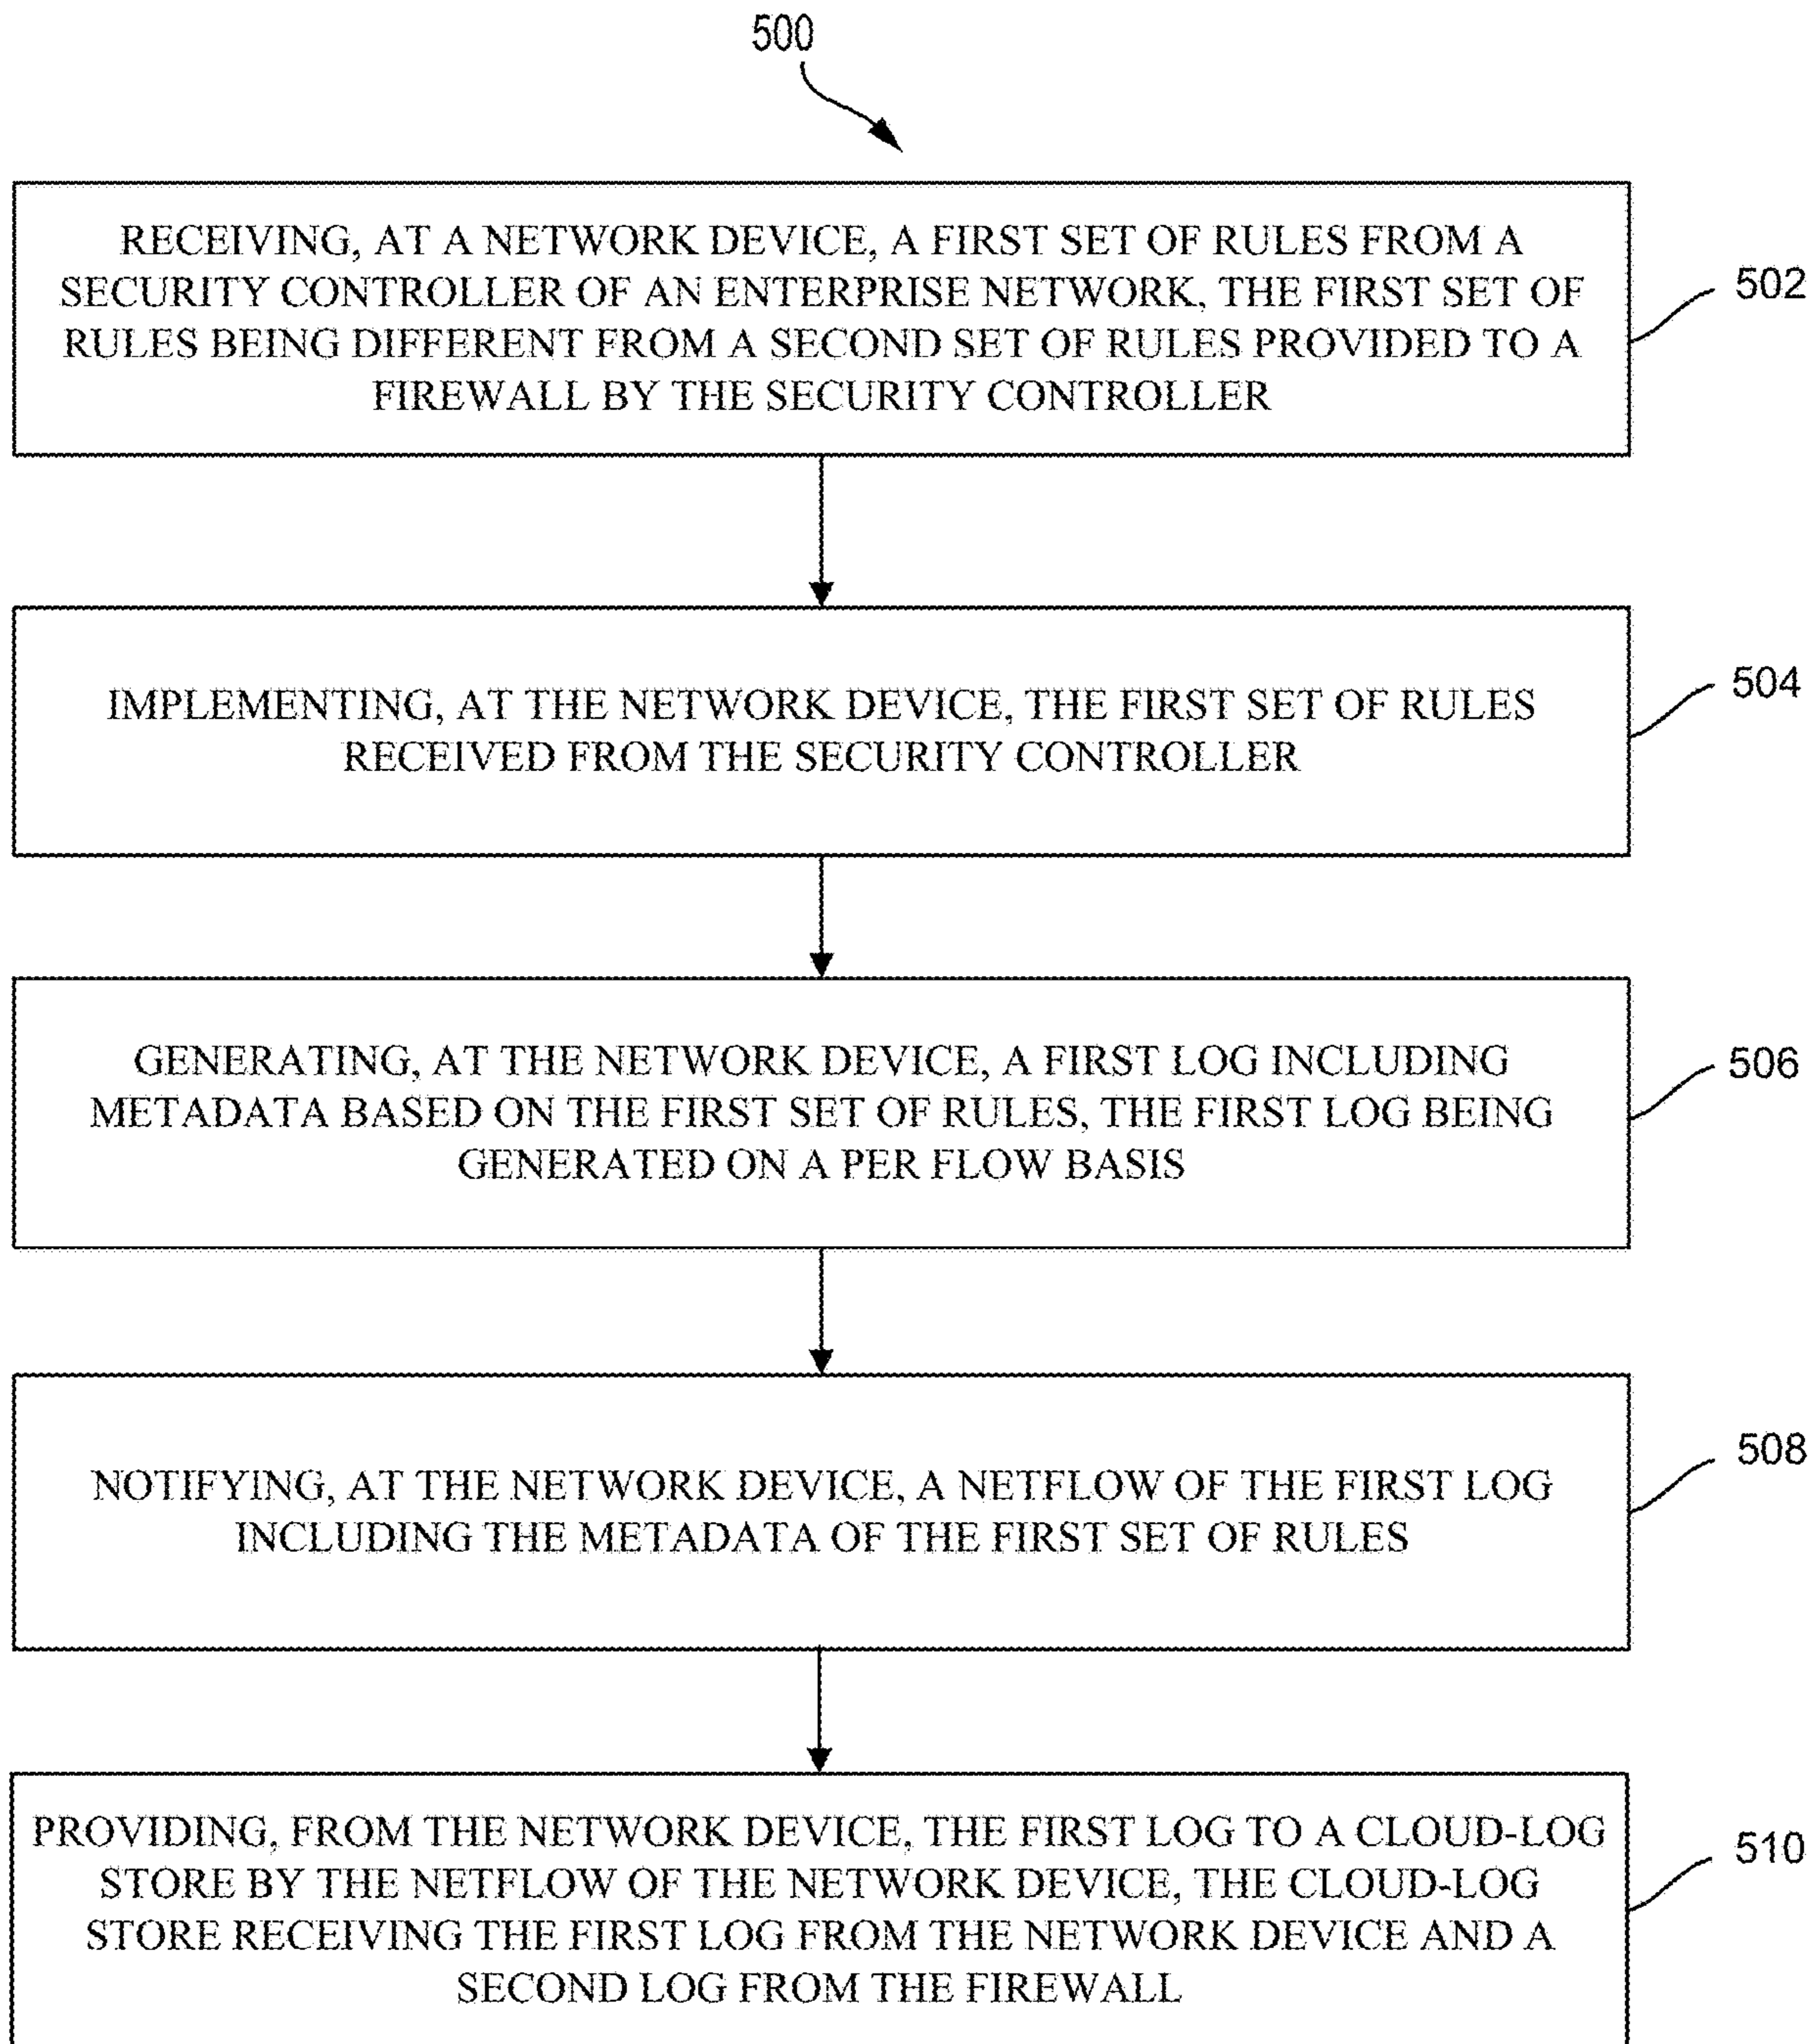 500
RECEIVING, AT A NETWORK DEVICE, A FIRST SET OF RULES FROM A
SECURITY CONTROLLER OF AN ENTERPRISE NETWORK, THE FIRST SET OF
RULES BEING DIFFERENT FROM A SECOND SET OF RULES PROVIDED TO A
FIREWALL BY THE SECURITY CONTROLLER
502
IMPLEMENTING, AT THE NETWORK DEVICE, THE FIRST SET OF RULES
RECEIVED FROM THE SECURITY CONTROLLER
504
GENERATING, AT THE NETWORK DEVICE, A FIRST LOG INCLUDING
METADATA BASED ON THE FIRST SET OF RULES, THE FIRST LOG BEING
GENERATED ON A PER FLOW BASIS
506
NOTIFYING, AT THE NETWORK DEVICE, A NETFLOW OF THE FIRST LOG
INCLUDING THE METADATA OF THE FIRST SET OF RULES
508
PROVIDING, FROM THE NETWORK DEVICE, THE FIRST LOG TO A CLOUD-LOG
STORE BY THE NETFLOW OF THE NETWORK DEVICE, THE CLOUD-LOG
STORE RECEIVING THE FIRST LOG FROM THE NETWORK DEVICE AND A
SECOND LOG FROM THE FIREWALL
510